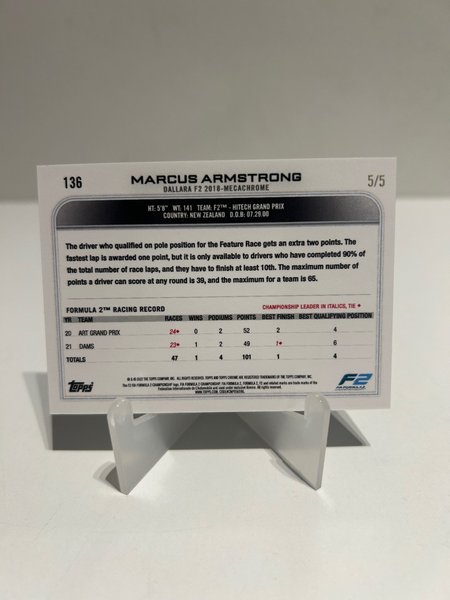 136 MARCUS ARMSTRONG 5/5
DALLARA F2 2018-MECACHROME
HT: 5'8" WT: 141 TEAM: F2™ - HITECH GRAND PRIX
COUNTRY: NEW ZEALAND D.O.B: 07.29.00
The driver who qualified on pole position for the Feature Race gets an extra two points. The
fastest lap is awarded one point, but it is only available to drivers who have completed 90% of
the total number of race laps, and they have to finish at least 10th. The maximum number of
points a driver can score at any round is 39, and the maximum for a team is 65.
FORMULA 2™ RACING RECORD CHAMPIONSHIP LEADER IN ITALICS, TIE ♦
YR TEAM RACES WINS PODIUMS POINTS BEST FINISH BEST QUALIFYING POSITION
20 ART GRAND PRIX 24♦ 0 2 52 2 4
21 DAMS 23♦ 1 2 49 1♦ 6
TOTALS 47 1 4 101 1 4
Topps
F2
FIA FORMULA 2